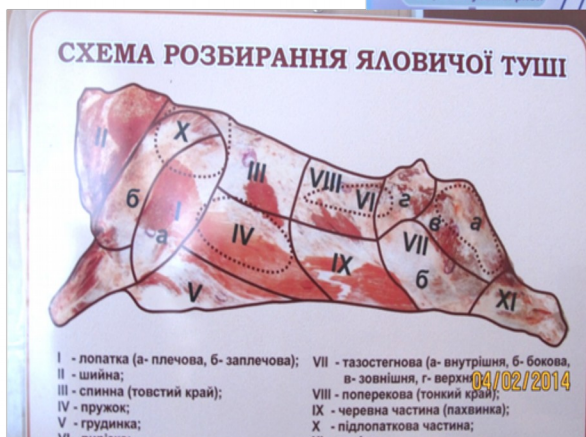 СХЕМА РОЗБИРАННЯ ЯЛОВИЧОЇ ТУШІ
II
X
III
VIII
VI
г
а
б
I
в
а
IV
VII
IX
б
V
XI
I - лопатка (а- плечова, б- заплечова);
II - шийна;
III - спинна (товстий край);
IV - пружок;
V - грудинка;
VII - тазостегнова (а- внутрішня, б- бокова,
в- зовнішня, г- верхн
VIII - поперекова (тонкий край);
IX - черевна частина (пахвинка);
X - підлопаткова частина;
04/02/2014